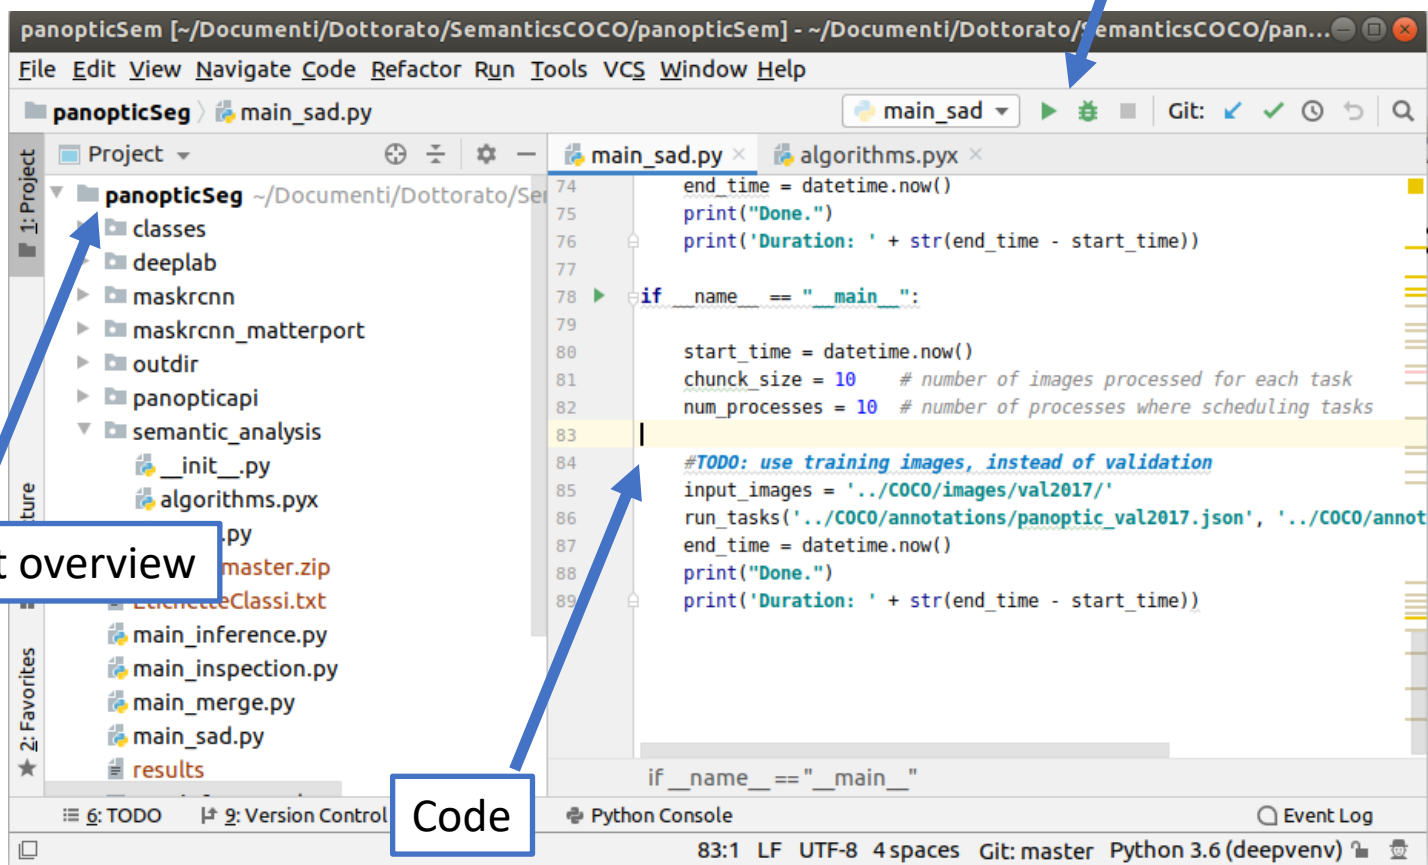 panopticSem [~/Documenti/Dottorato/SemanticsCOCO/panopticSem] - ~/Documenti/Dottorato/SemanticsCOCO/pan...
File Edit View Navigate Code Refactor Run Tools VCS Window Help
panopticSeg main_sad.py main_sad Git:
1: Project
Project
panopticSeg ~/Documenti/Dottorato/Ser
classes
deeplab
maskrcnn
maskrcnn_matterport
outdir
panopticapi
semantic_analysis
__init__.py
algorithms.pyx
.py
master.zip
EtichetteClassi.txt
main_inference.py
main_inspection.py
main_merge.py
main_sad.py
results
t overview
cture
2: Favorites
main_sad.py algorithms.pyx
74 end_time = datetime.now()
75 print("Done.")
76 print('Duration: ' + str(end_time - start_time))
77
78 if __name__ == "__main__":
79
80 start_time = datetime.now()
81 chunck_size = 10 # number of images processed for each task
82 num_processes = 10 # number of processes where scheduling tasks
83
84 #TODO: use training images, instead of validation
85 input_images = '../COCO/images/val2017/'
86 run_tasks('../COCO/annotations/panoptic_val2017.json', '../COCO/annot
87 end_time = datetime.now()
88 print("Done.")
89 print('Duration: ' + str(end_time - start_time))
if __name__ == "__main__"
Code
6: TODO 9: Version Control Python Console Event Log
83:1 LF UTF-8 4 spaces Git: master Python 3.6 (deepvenv)